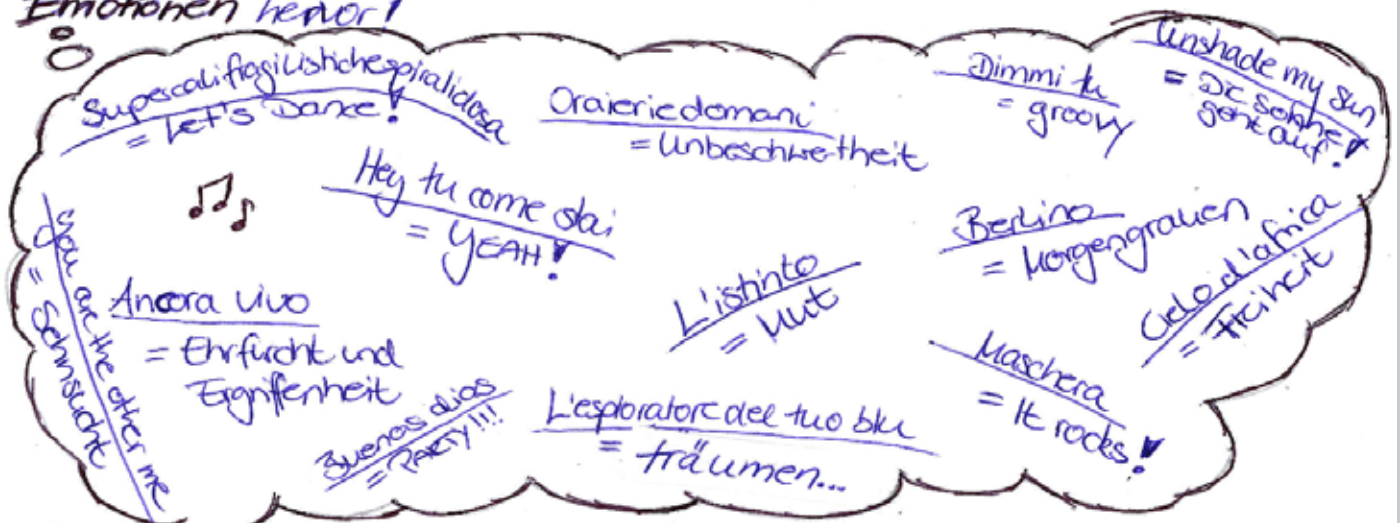 Emotionen hervor!
Supercalifragilistichespiralidosa
= Let's Dance!
Oraieriedomani
= Unbeschwertheit
Dimmi tu
= groovy
Unshade my sun
= Die Sonne
geht auf!
Hey tu come stai
= YEAH!
Berlino
= Morgengrauen
Cielo d'africa
= Freiheit
L'istinto
= Mut
You are the other me
= Sehnsucht
Ancora vivo
= Ehrfurcht und
Ergriffenheit
Maschera
= It rocks!
Buenos dias
= PARTY!!!
L'esploratore del tuo blu
= träumen...